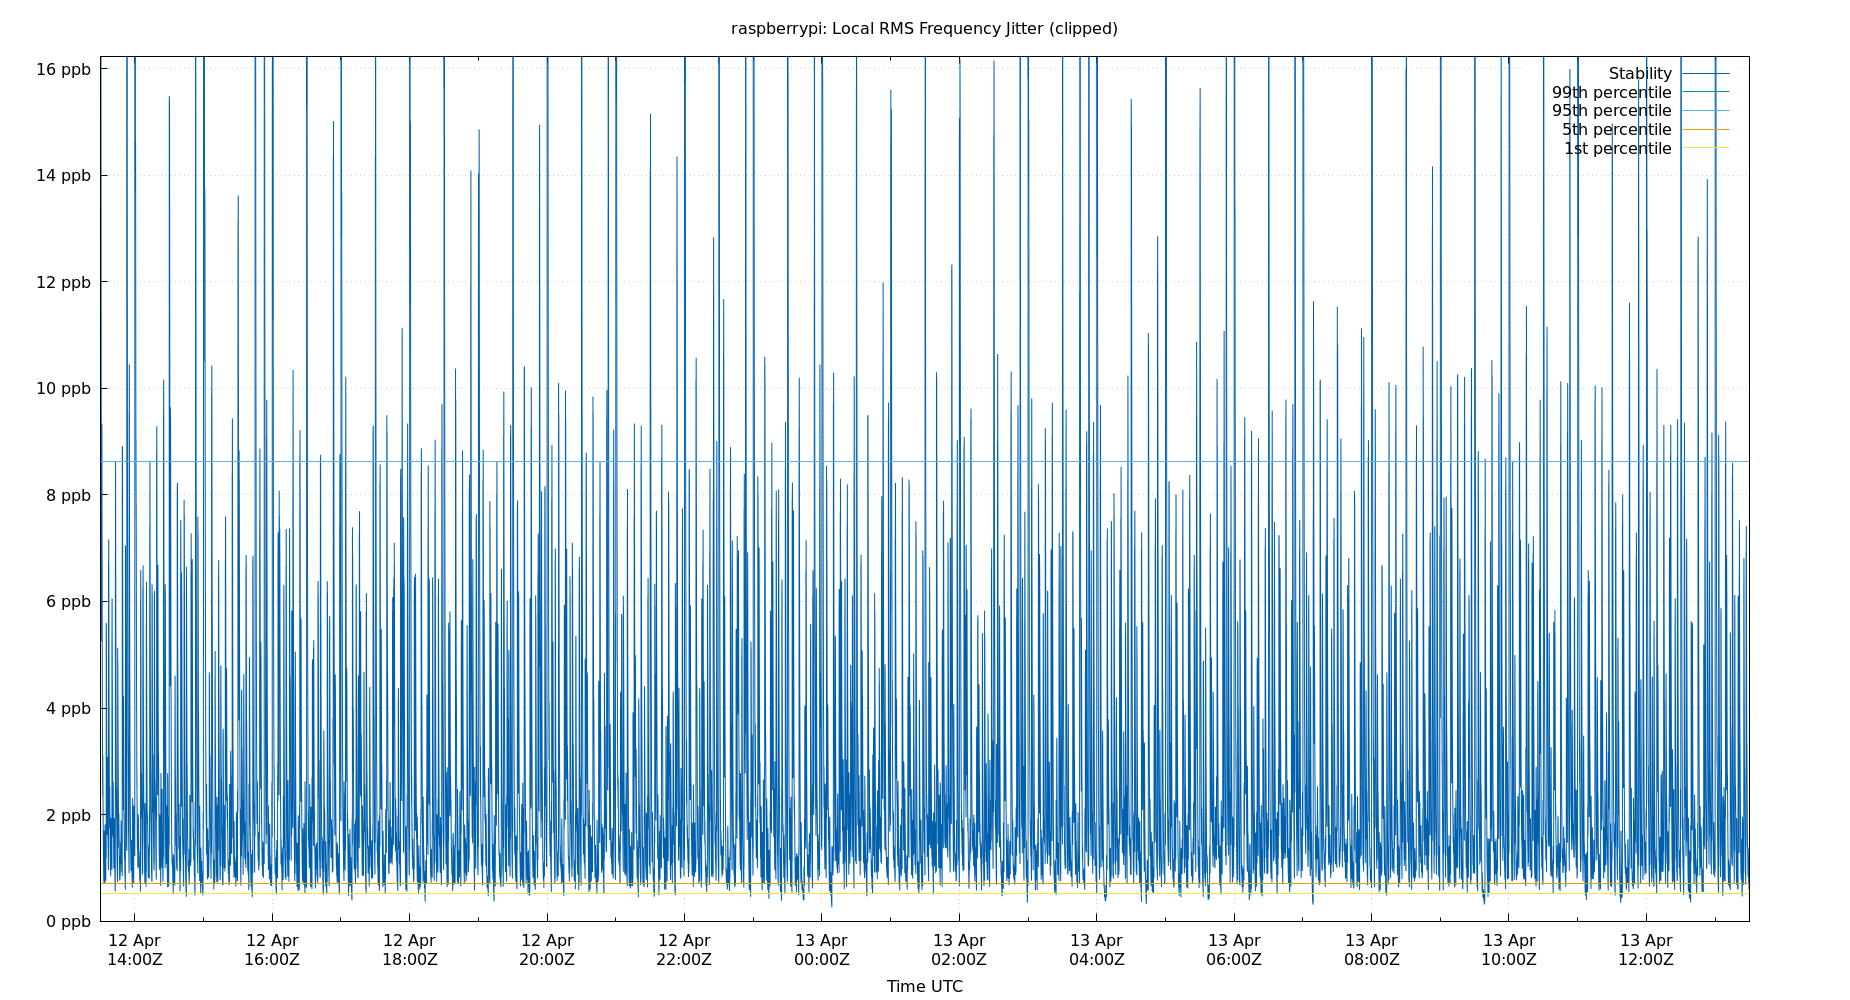 raspberrypi: Local RMS Frequency Jitter (clipped)
16 ppb
14 ppb
12 ppb
10 ppb
8 ppb
6 ppb
4 ppb
2 ppb
0 ppb
Stability
99th percentile
95th percentile
5th percentile
1st percentile
12 Apr 12 Apr 12 Apr 12 Apr 12 Apr 13 Apr 13 Apr 13 Apr 13 Apr 13 Apr 13 Apr 13 Apr
14:00Z 16:00Z 18:00Z 20:00Z 22:00Z 00:00Z 02:00Z 04:00Z 06:00Z 08:00Z 10:00Z 12:00Z
Time UTC